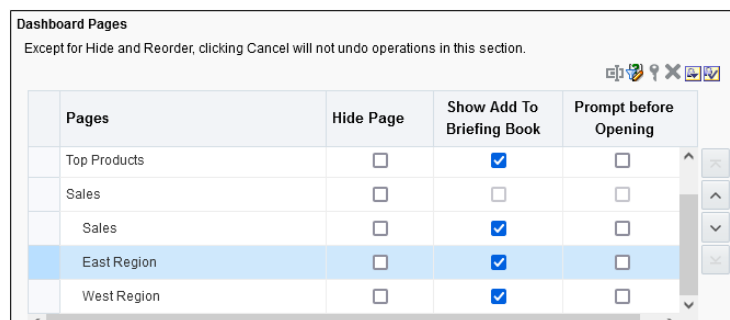 Dashboard Pages
Except for Hide and Reorder, clicking Cancel will not undo operations in this section.
Pages
Hide Page
Show Add To
Briefing Book
Prompt before
Opening
Top Products
Sales
Sales
East Region
West Region